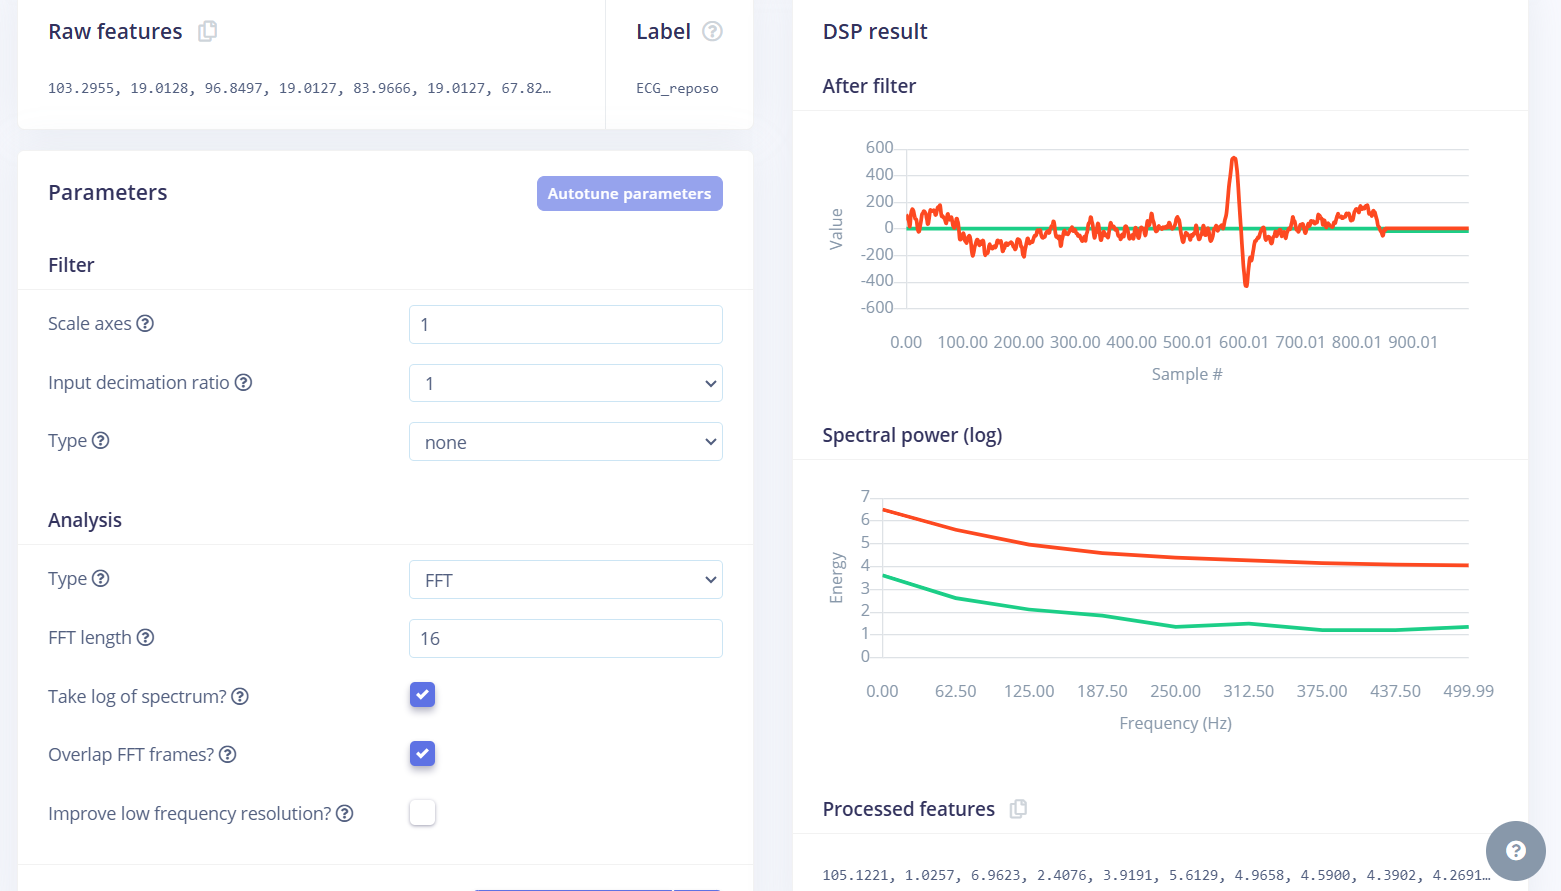 Raw features
103.2955, 19.0128, 96.8497, 19.0127, 83.9666, 19.0127, 67.82…
Label
ECG_reposo
Parameters
Autotune parameters
Filter
Scale axes
1
Input decimation ratio
1
Type
none
Analysis
Type
FFT
FFT length
16
Take log of spectrum?
Overlap FFT frames?
Improve low frequency resolution?
DSP result
After filter
600
400
200
0
-200
-400
-600
Value
0.00 100.00 200.00 300.00 400.00 500.01 600.01 700.01 800.01 900.01
Sample #
Spectral power (log)
7
6
5
4
3
2
1
0
Energy
0.00 62.50 125.00 187.50 250.00 312.50 375.00 437.50 499.99
Frequency (Hz)
Processed features
105.1221, 1.0257, 6.9623, 2.4076, 3.9191, 5.6129, 4.9658, 4.5900, 4.3902, 4.2691…
?